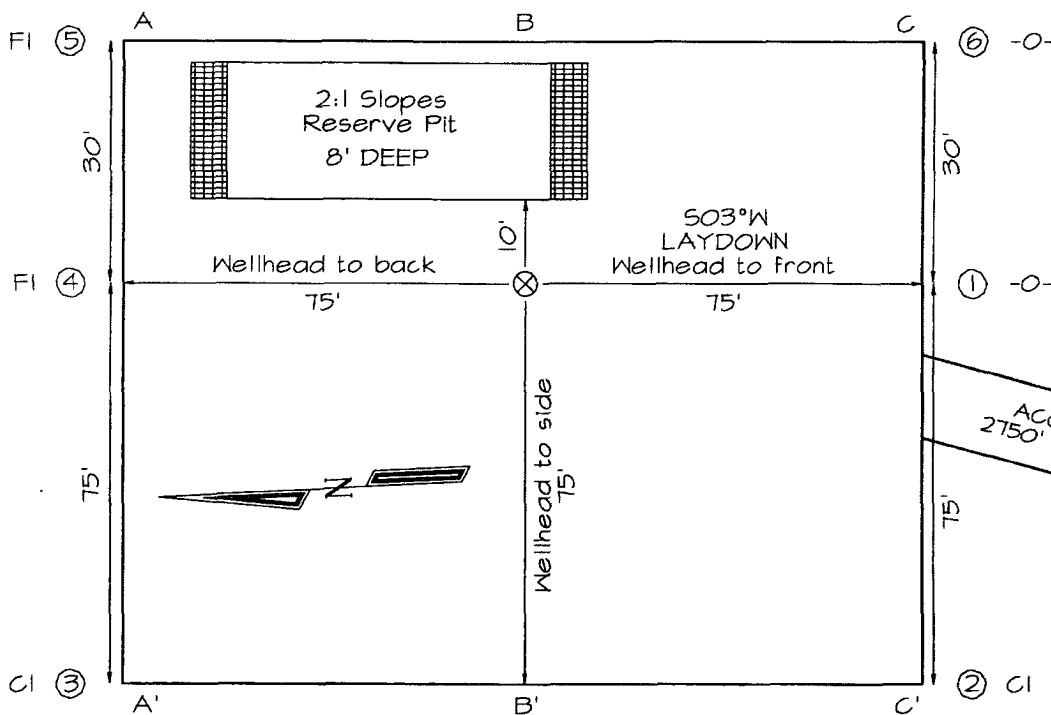 A B C
F1 ⑤ ⑥ -0-
2:1 Slopes
Reserve Pit
8' DEEP
30' 30'
10'
S03°W
LAYDOWN
Wellhead to back Wellhead to front
F1 ④ ① -0-
75' 75'
Wellhead to side
75' 75' 75'
N
2750'
C1 ③ ② C1
A' B' C'